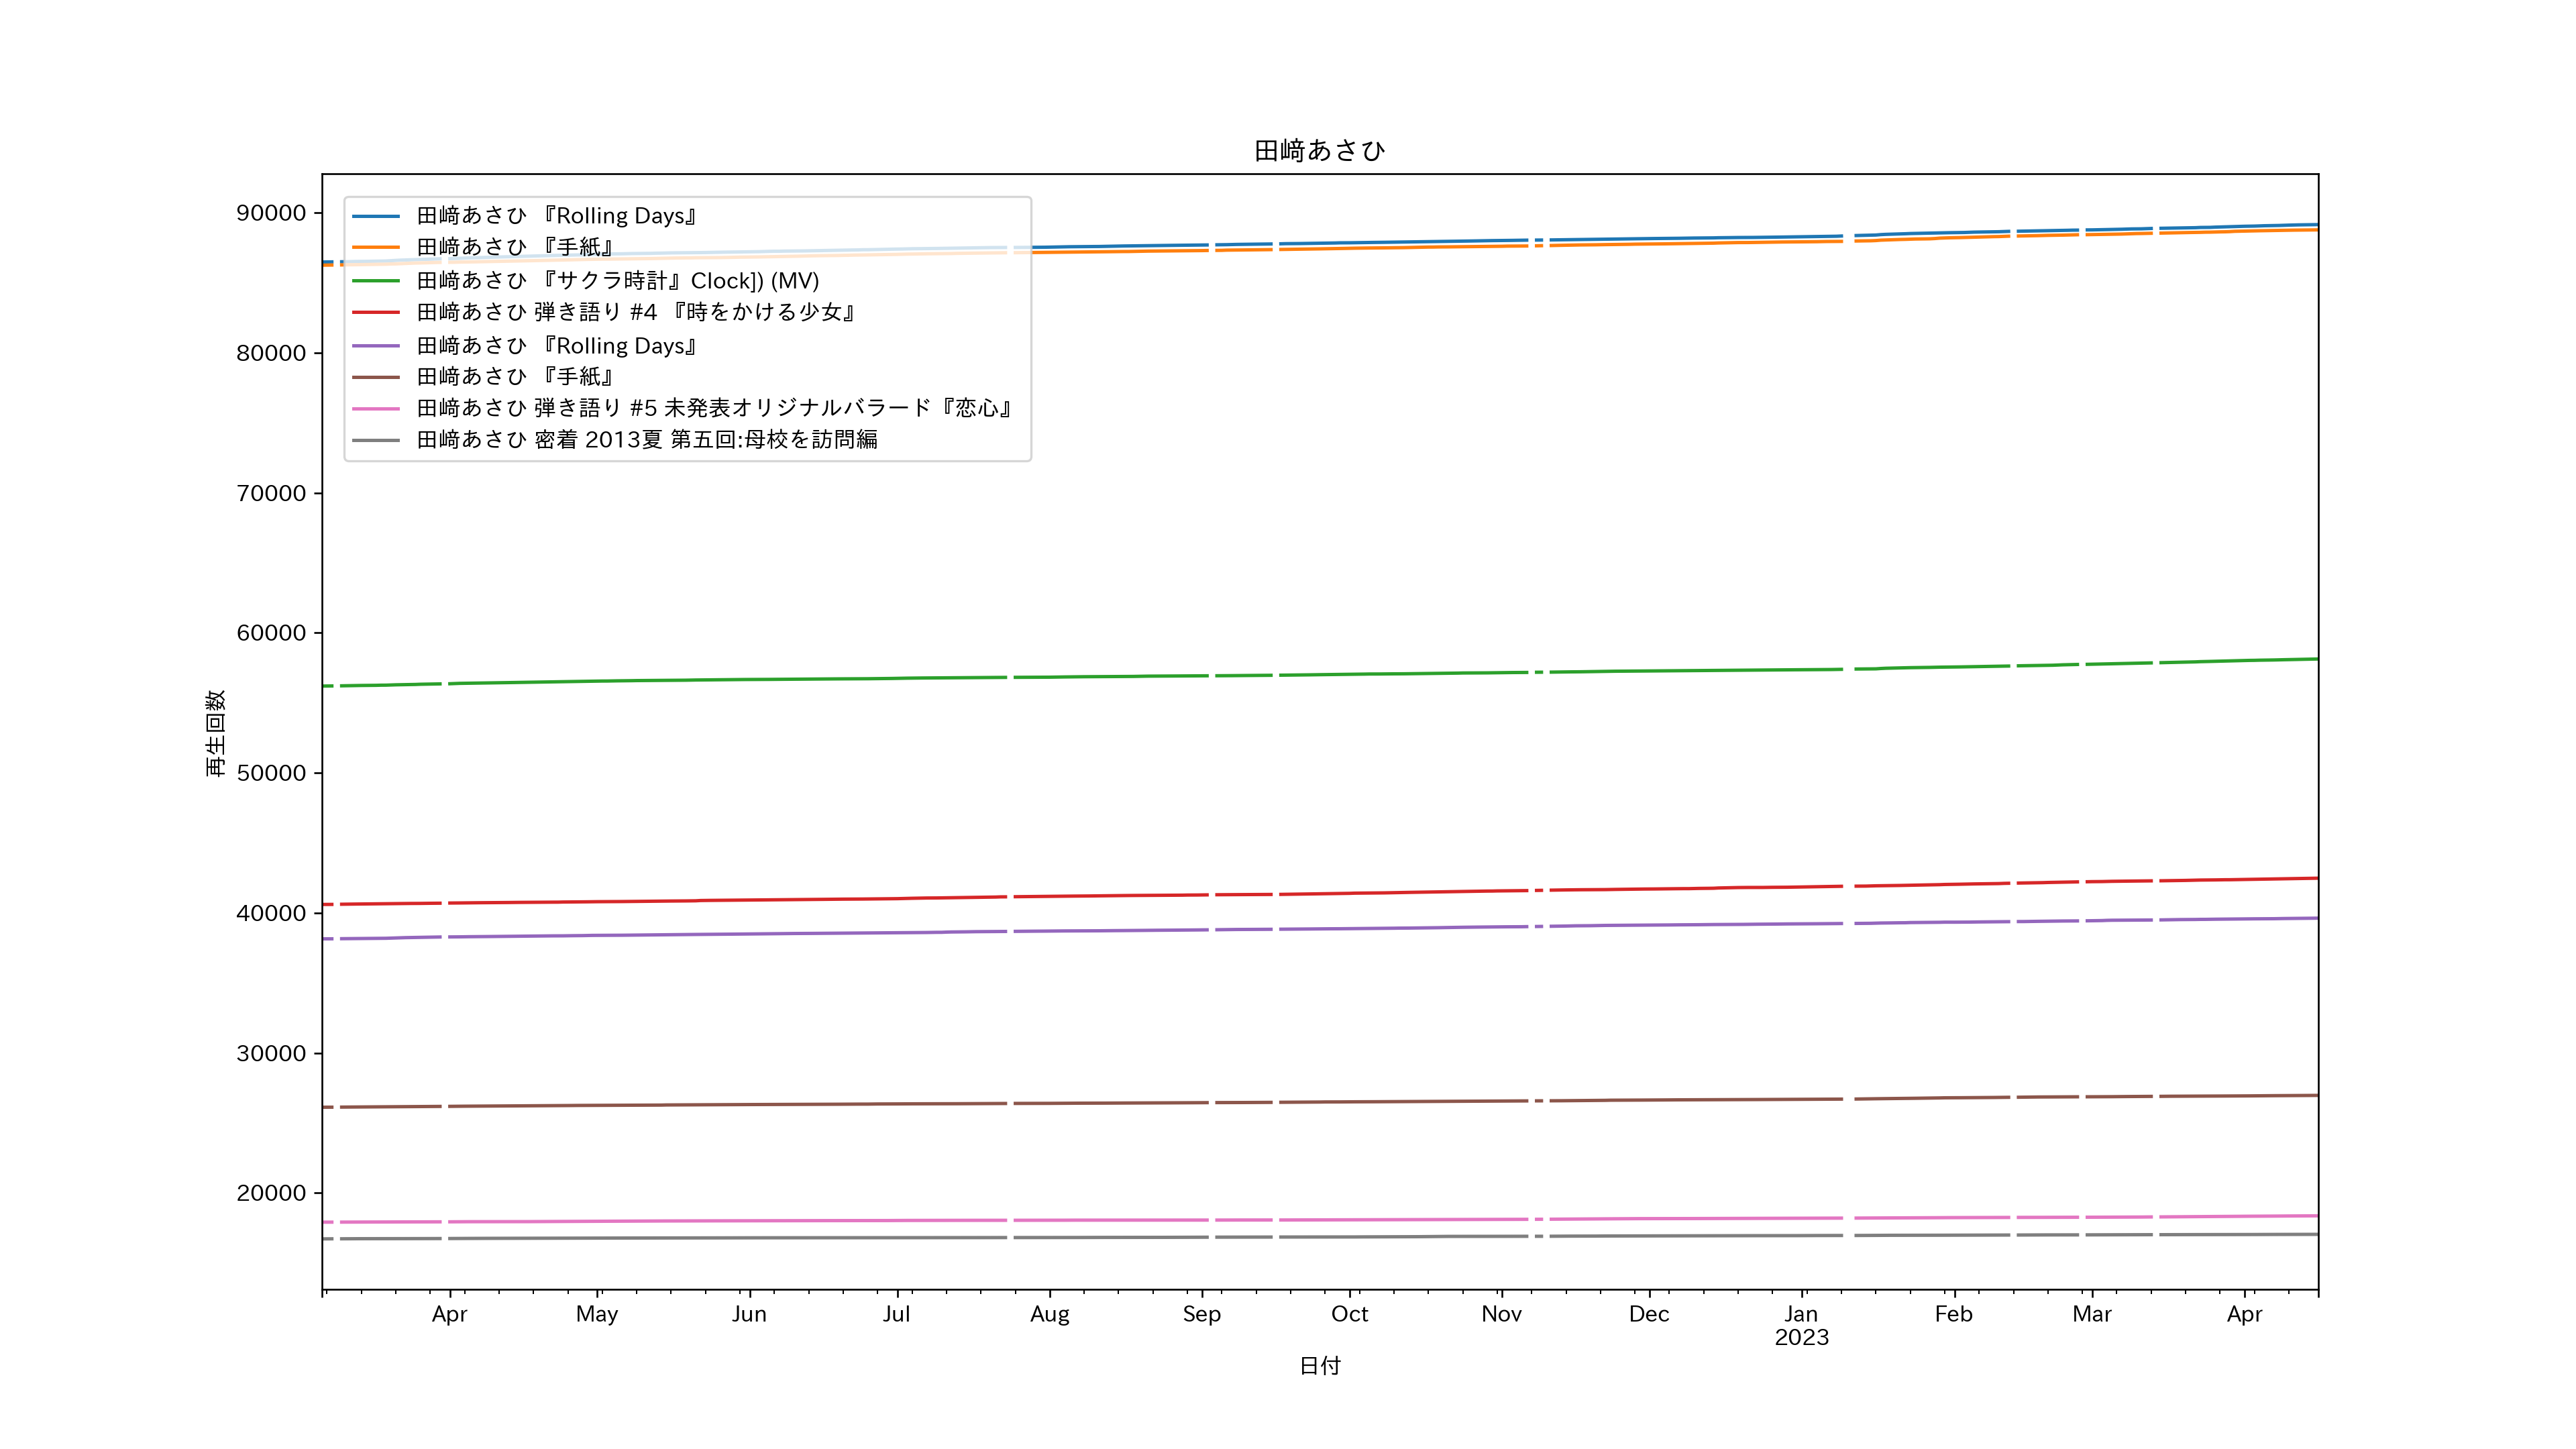 田﨑あさひ
90000
80000
70000
60000
50000
40000
30000
20000
再生回数
田﨑あさひ 『Rolling Days』
田﨑あさひ 『手紙』
田﨑あさひ 『サクラ時計』Clock]) (MV)
田﨑あさひ 弾き語り #4 『時をかける少女』
田﨑あさひ 『Rolling Days』
田﨑あさひ 『手紙』
田﨑あさひ 弾き語り #5 未発表オリジナルバラード『恋心』
田﨑あさひ 密着 2013夏 第五回:母校を訪問編
Apr May Jun Jul Aug Sep Oct Nov Dec Jan Feb Mar Apr
2023
日付